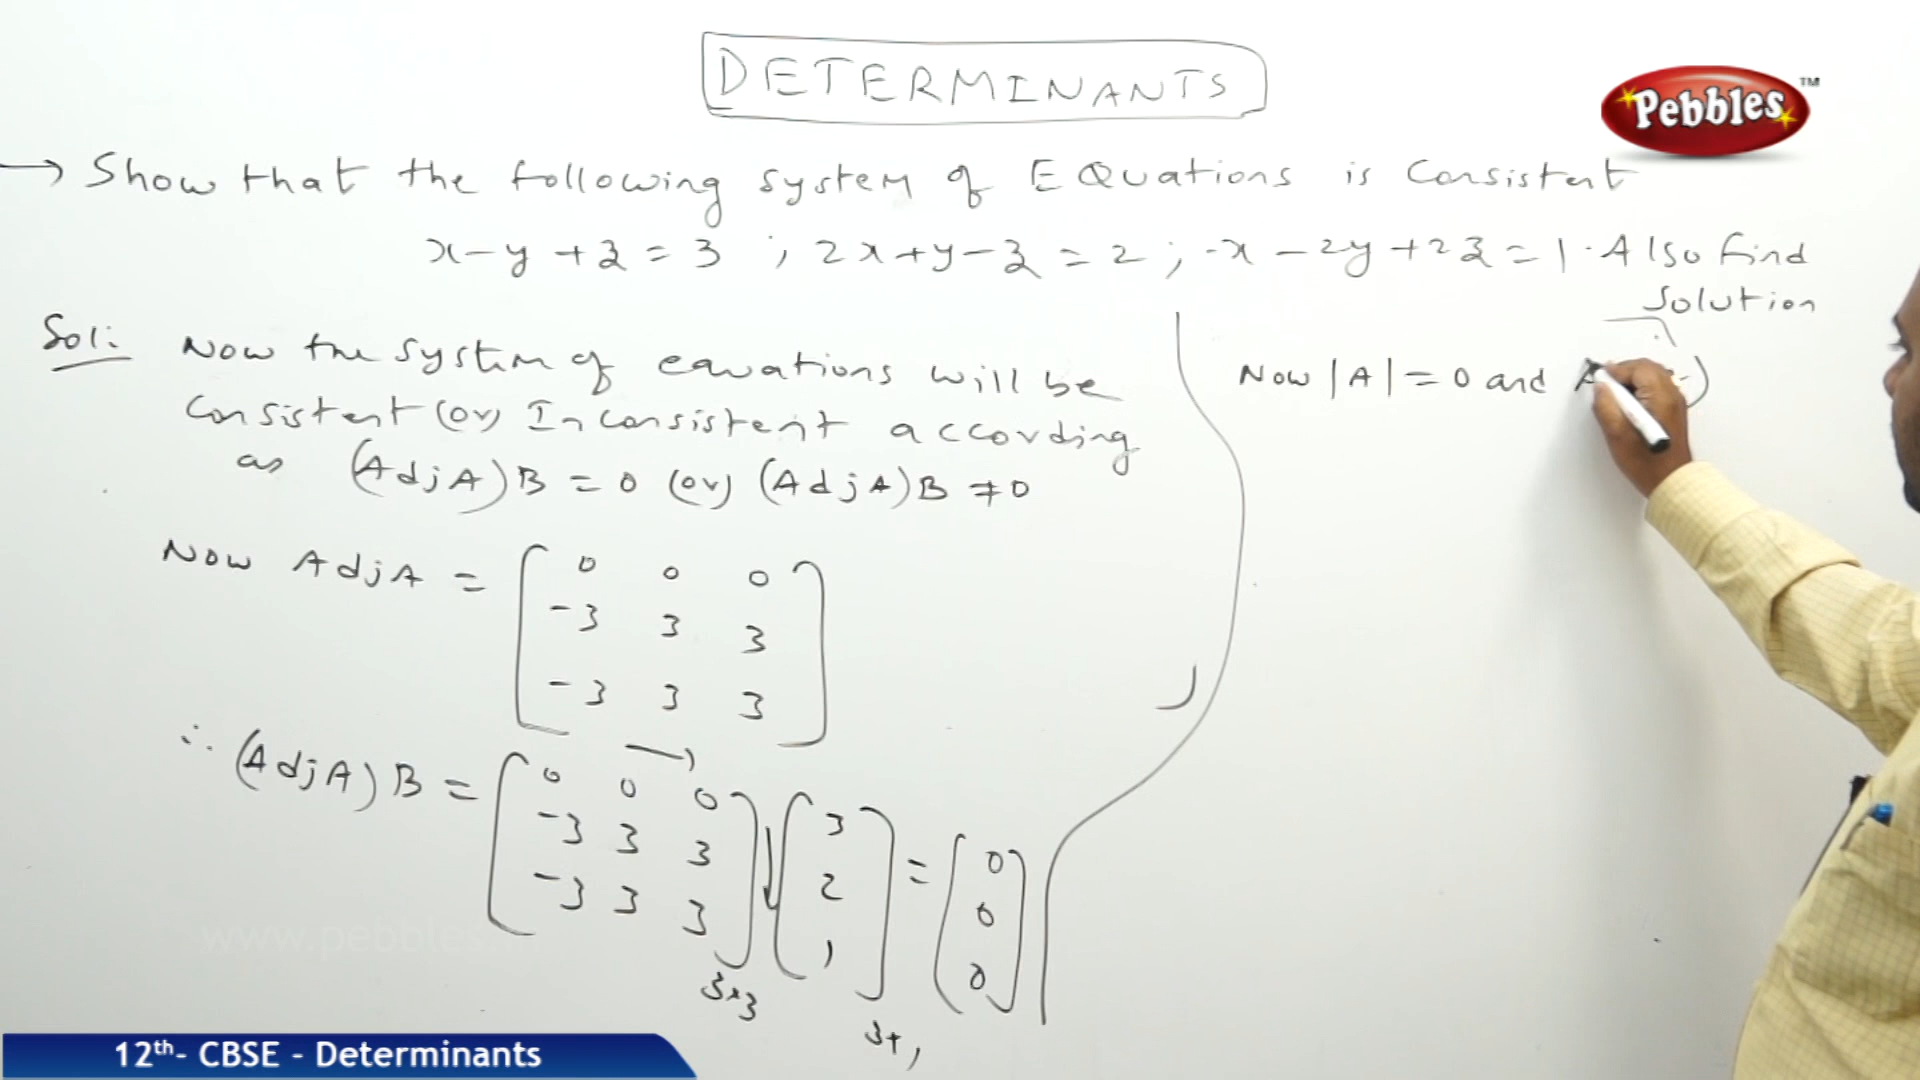 DETERMINANTS
Pebbles™
→ Show that the following system of EQuations is Consistent
x - y + z = 3 ; 2x + y - z = 2 ; -x - 2y + 2z = 1 · Also find
Solution
Sol: Now the system of equations will be
Consistent (or) Inconsistent according
as (AdjA)B = 0 (or) (AdjA)B ≠ 0
Now AdjA = [ 0 0 0
-3 3 3
-3 3 3 ]
∴ (AdjA)B = [ 0 0 0
-3 3 3
-3 3 3 ] 3×3 [ 3
2
1 ] = [ 0
0
0 ]
Now |A| = 0 and A
www.pebbles.
12th- CBSE - Determinants